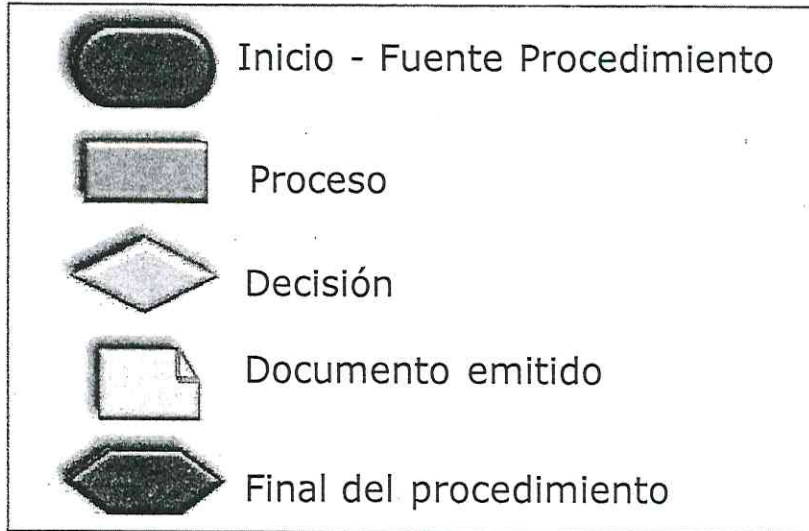 Inicio - Fuente Procedimiento
Proceso
Decisión
Documento emitido
Final del procedimiento